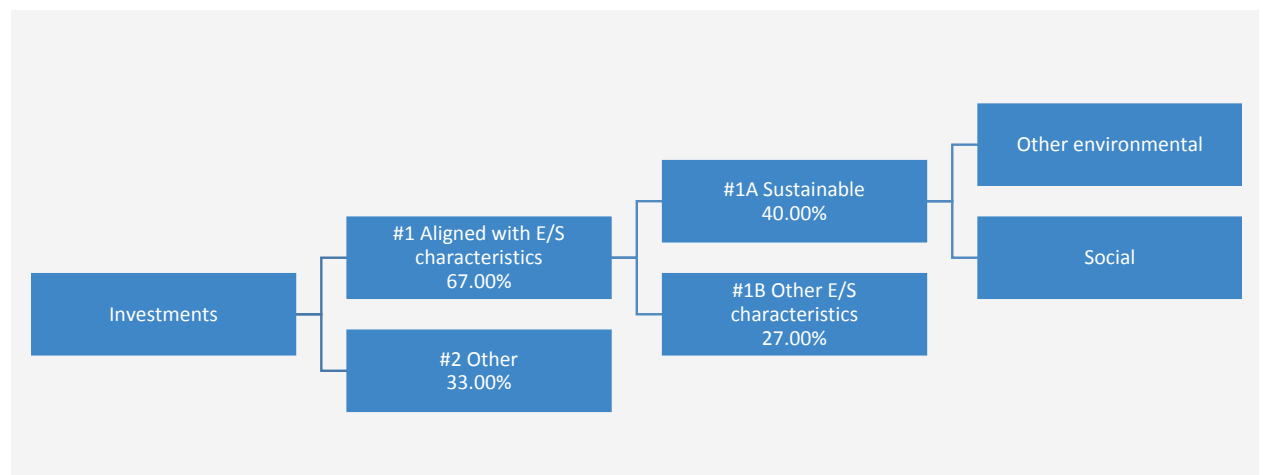 Investments
#1 Aligned with E/S
characteristics
67.00%
#2 Other
33.00%
#1A Sustainable
40.00%
#1B Other E/S
characteristics
27.00%
Other environmental
Social